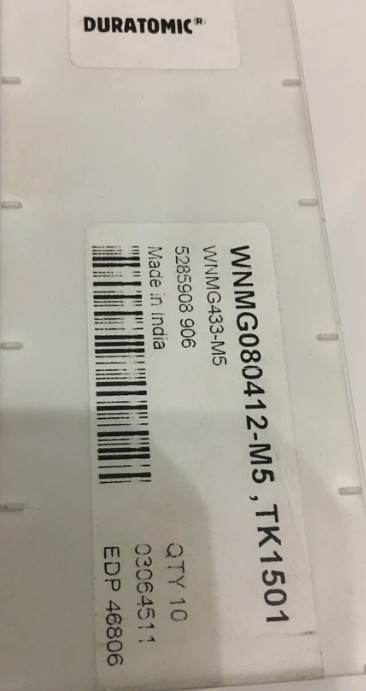 DURATOMIC®
WNMG080412-M5 ,TK1501
WNMG433-M5
5285908 906
Made in India
QTY 10
03064511
EDP 46806